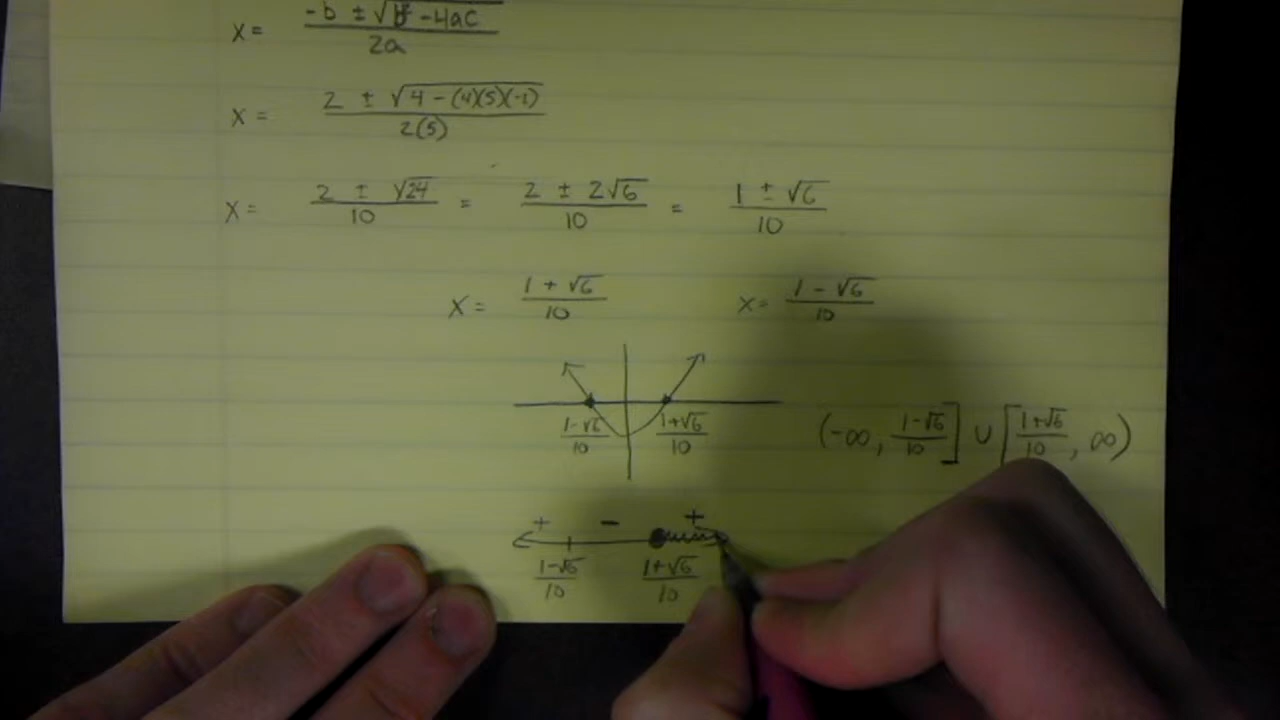 x = -b ± √b² - 4ac / 2a
x = 2 ± √4 - (4)(5)(-1) / 2(5)
x = 2 ± √24 / 10 = 2 ± 2√6 / 10 = 1 ± √6 / 10
x = 1 + √6 / 10 x = 1 - √6 / 10
1-√6 / 10 1+√6 / 10 (-∞, 1-√6 / 10] ∪ [1+√6 / 10, ∞)
+ - +
1-√6 / 10 1+√6 / 10